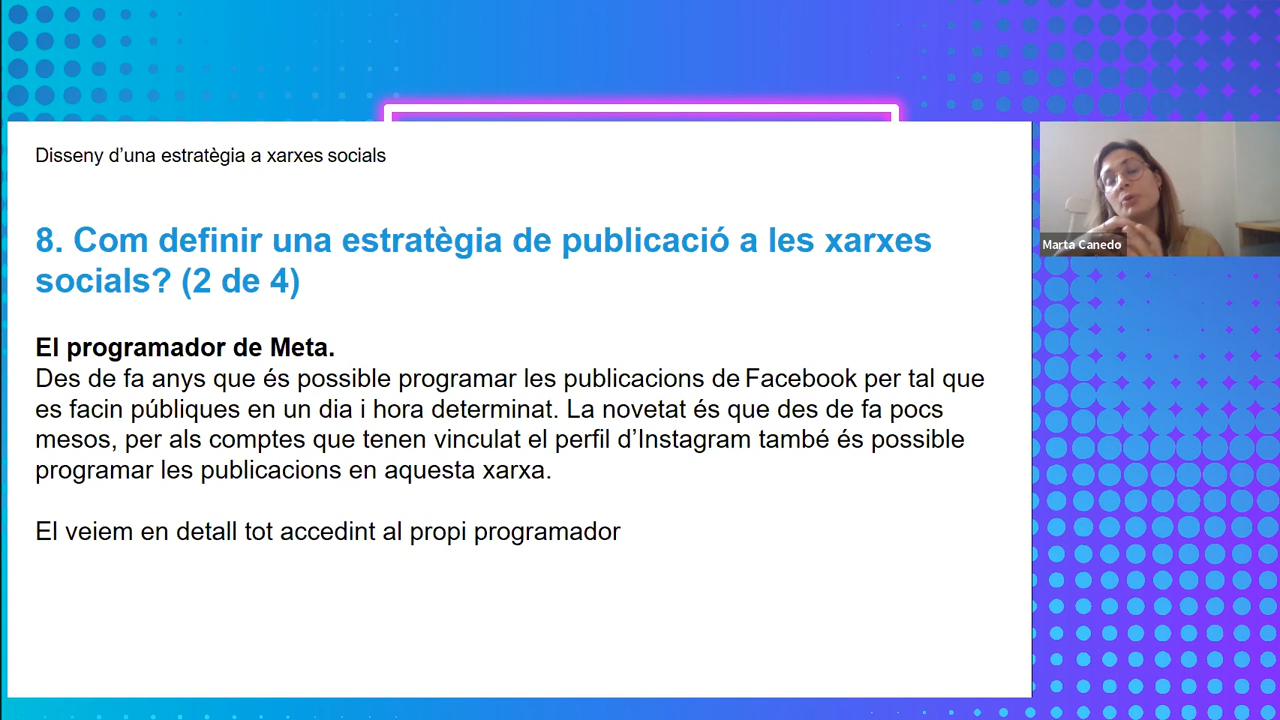 Disseny d’una estratègia a xarxes socials
8. Com definir una estratègia de publicació a les xarxes
socials? (2 de 4)
El programador de Meta.
Des de fa anys que és possible programar les publicacions de Facebook per tal que
es facin públiques en un dia i hora determinat. La novetat és que des de fa pocs
mesos, per als comptes que tenen vinculat el perfil d’Instagram també és possible
programar les publicacions en aquesta xarxa.
El veiem en detall tot accedint al propi programador
Marta Canedo